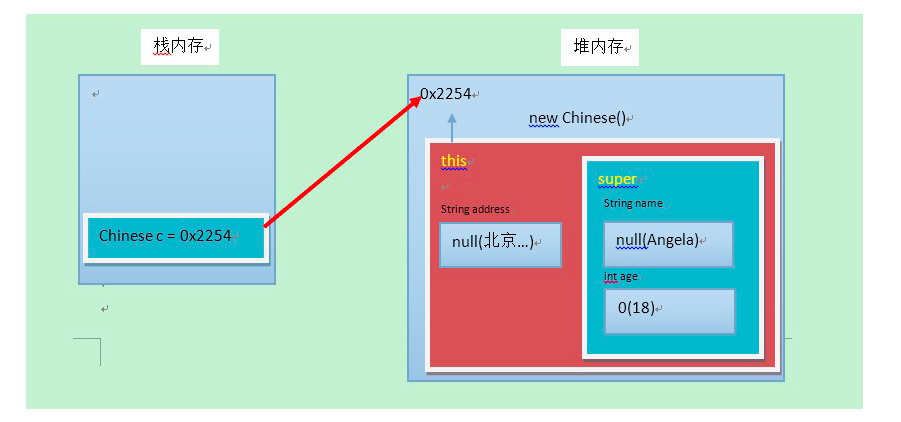 栈内存
堆内存
0x2254
new Chinese()
this
super
String address
String name
null(北京…)
null(Angela)
Chinese c = 0x2254
int age
0(18)